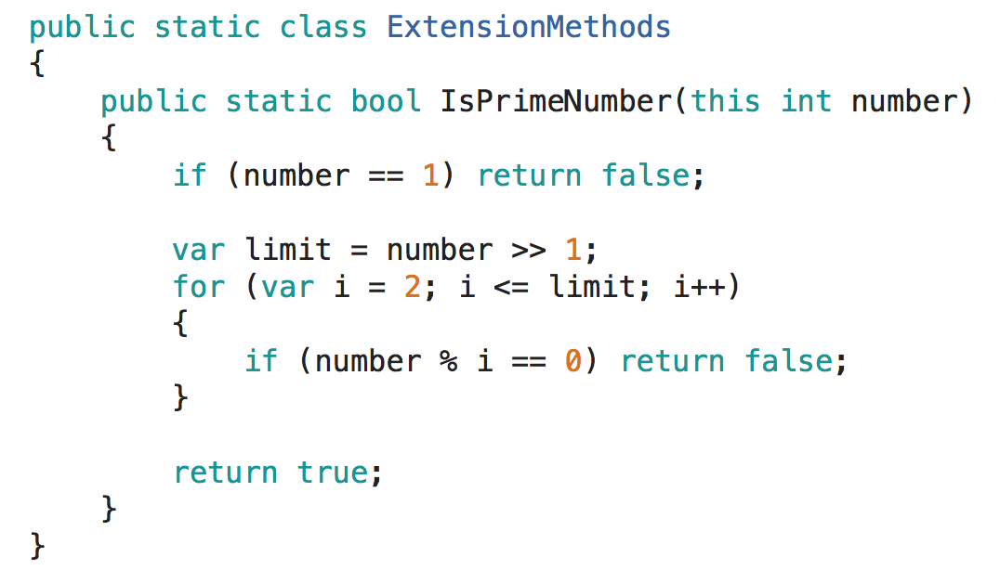 public static class ExtensionMethods
{
    public static bool IsPrimeNumber(this int number)
    {
        if (number == 1) return false;

        var limit = number >> 1;
        for (var i = 2; i <= limit; i++)
        {
            if (number % i == 0) return false;
        }

        return true;
    }
}